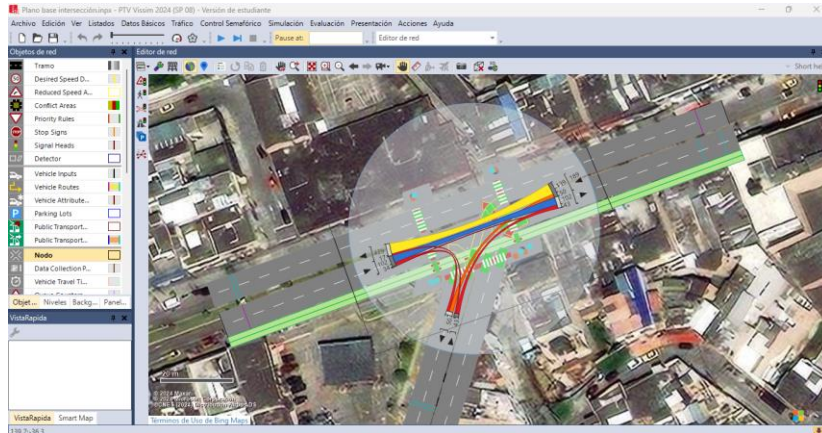 Plano base intersección.inpx - PTV Vissim 2024 (SP 08) - Versión de estudiante
Archivo Edición Ver Listados Datos Básicos Tráfico Control Semafórico Simulación Evaluación Presentación Acciones Ayuda
Pause at: Editor de red
Objetos de red
Editor de red
Tramo
Desired Speed D...
Reduced Speed A...
Conflict Areas
Priority Rules
Stop Signs
Signal Heads
Detector
Vehicle Inputs
Vehicle Routes
Vehicle Attribute...
Parking Lots
Public Transport...
Public Transport...
Nodo
Data Collection P...
Vehicle Travel Ti...
Objet... Niveles Backg... Panel...
VistaRapida
VistaRapida Smart Map
Short he
20 m
Términos de Uso de Bing Maps